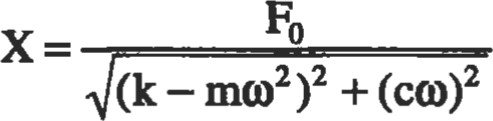 X = F₀ / √((k − mω²)² + (cω)²)